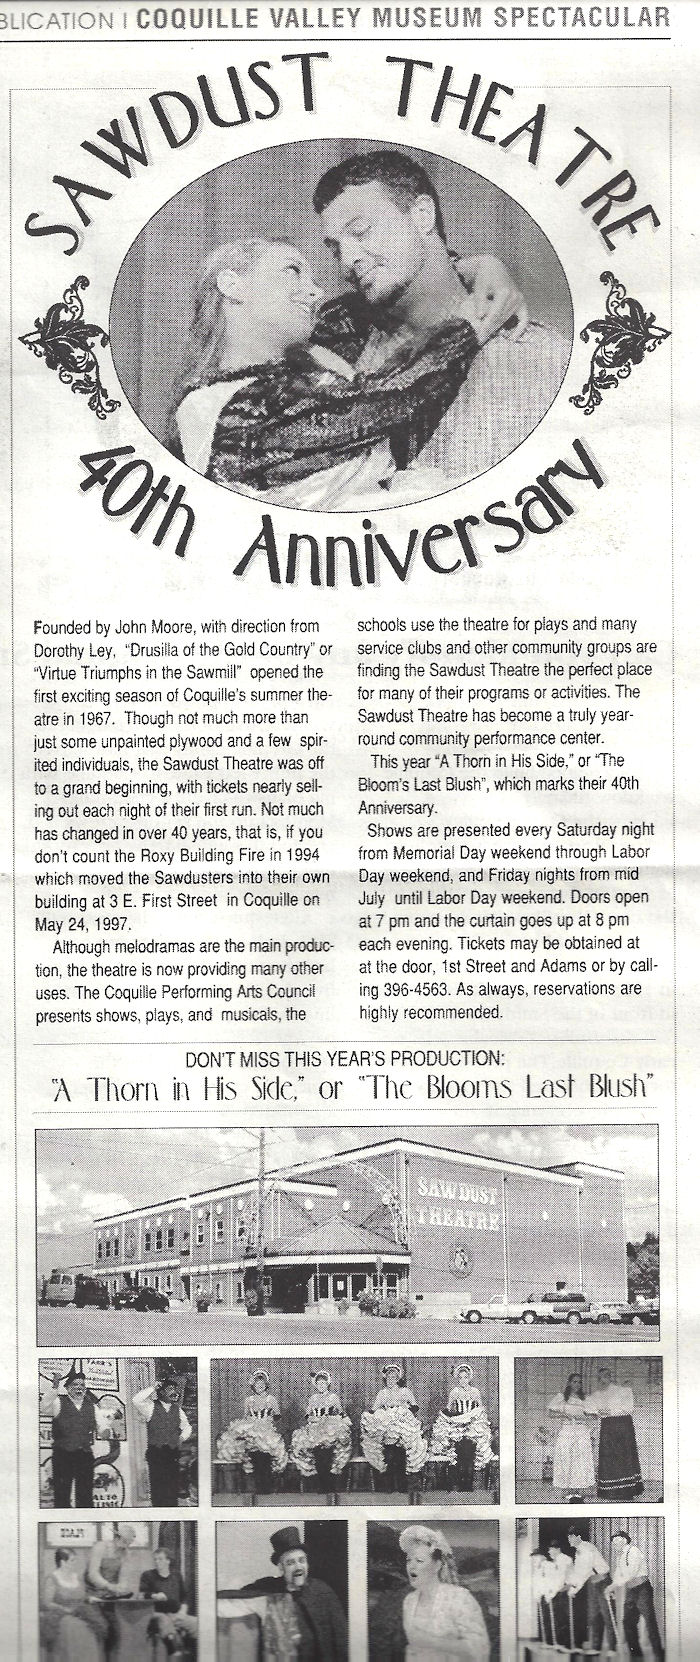 BLICATION | COQUILLE VALLEY MUSEUM SPECTACULAR
SAWDUST THEATRE
40th Anniversary
Founded by John Moore, with direction from
Dorothy Ley, "Drusilla of the Gold Country" or
"Virtue Triumphs in the Sawmill" opened the
first exciting season of Coquille's summer the-
atre in 1967. Though not much more than
just some unpainted plywood and a few spir-
ited individuals, the Sawdust Theatre was off
to a grand beginning, with tickets nearly sell-
ing out each night of their first run. Not much
has changed in over 40 years, that is, if you
don't count the Roxy Building Fire in 1994
which moved the Sawdusters into their own
building at 3 E. First Street in Coquille on
May 24, 1997.
Although melodramas are the main produc-
tion, the theatre is now providing many other
uses. The Coquille Performing Arts Council
presents shows, plays, and musicals, the
schools use the theatre for plays and many
service clubs and other community groups are
finding the Sawdust Theatre the perfect place
for many of their programs or activities. The
Sawdust Theatre has become a truly year-
round community performance center.
This year "A Thorn in His Side," or "The
Bloom's Last Blush", which marks their 40th
Anniversary.
Shows are presented every Saturday night
from Memorial Day weekend through Labor
Day weekend, and Friday nights from mid
July until Labor Day weekend. Doors open
at 7 pm and the curtain goes up at 8 pm
each evening. Tickets may be obtained at
at the door, 1st Street and Adams or by call-
ing 396-4563. As always, reservations are
highly recommended.
DON'T MISS THIS YEAR'S PRODUCTION:
"A Thorn in His Side," or "The Blooms Last Blush"
SAWDUST
THEATRE